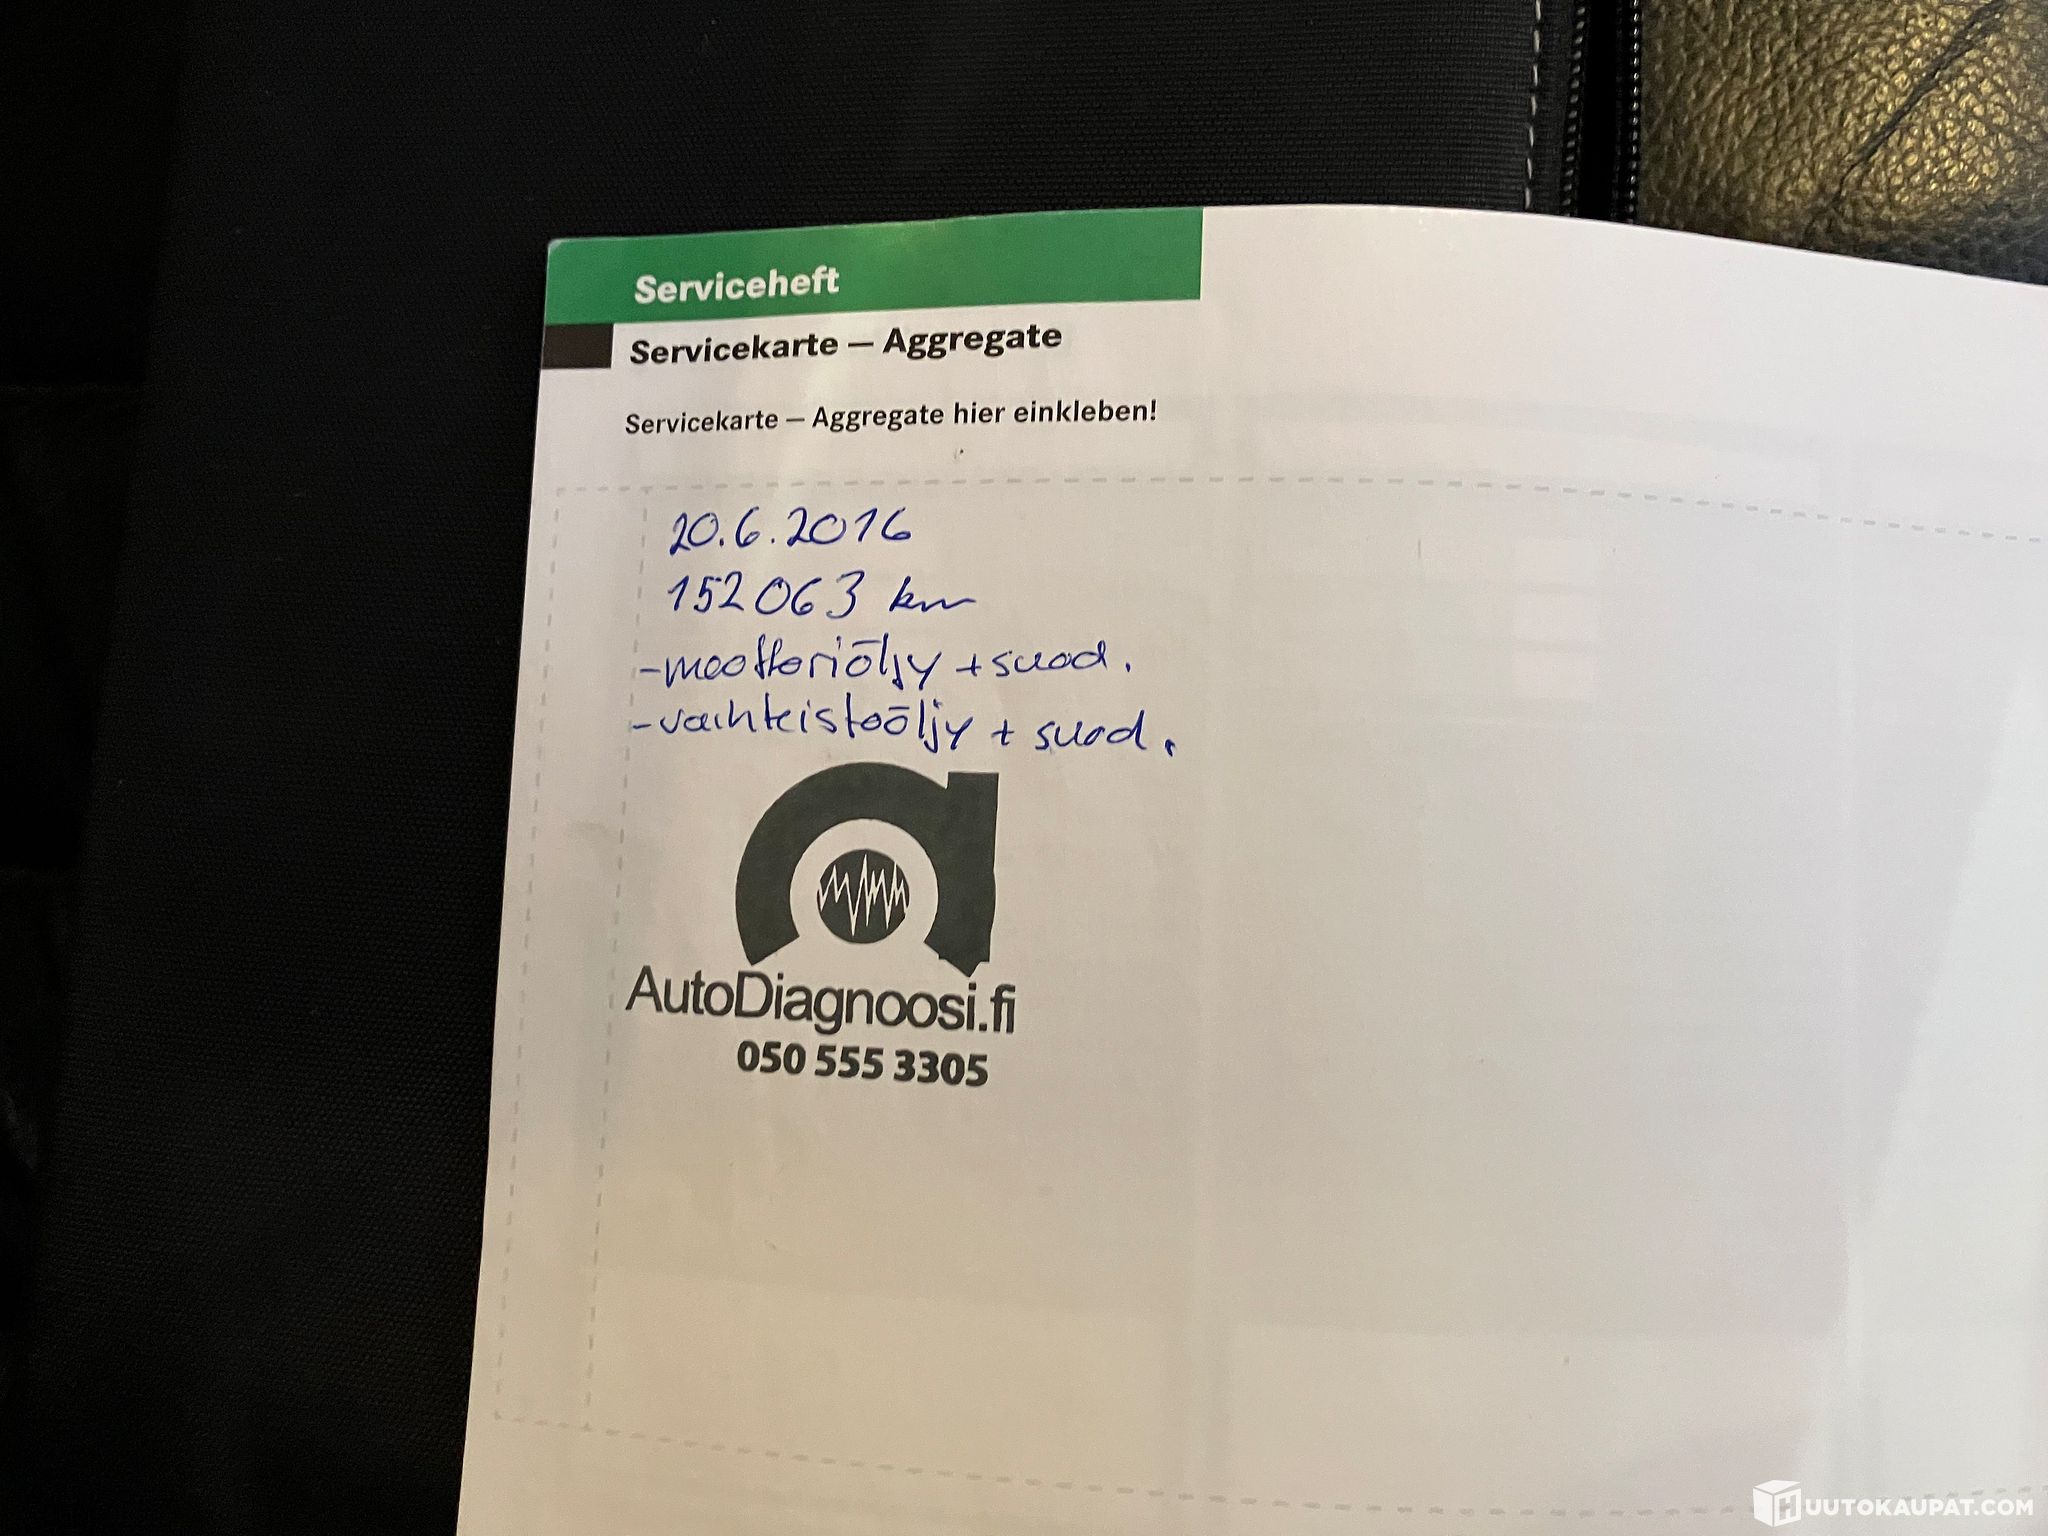 Serviceheft
Servicekarte — Aggregate
Servicekarte — Aggregate hier einkleben!
20.6.2016
152063 km
-moottoriöljy + suod.
-vaihteistoöljy + suod.
AutoDiagnoosi.fi
050 555 3305
HUUTOKAUPAT.COM